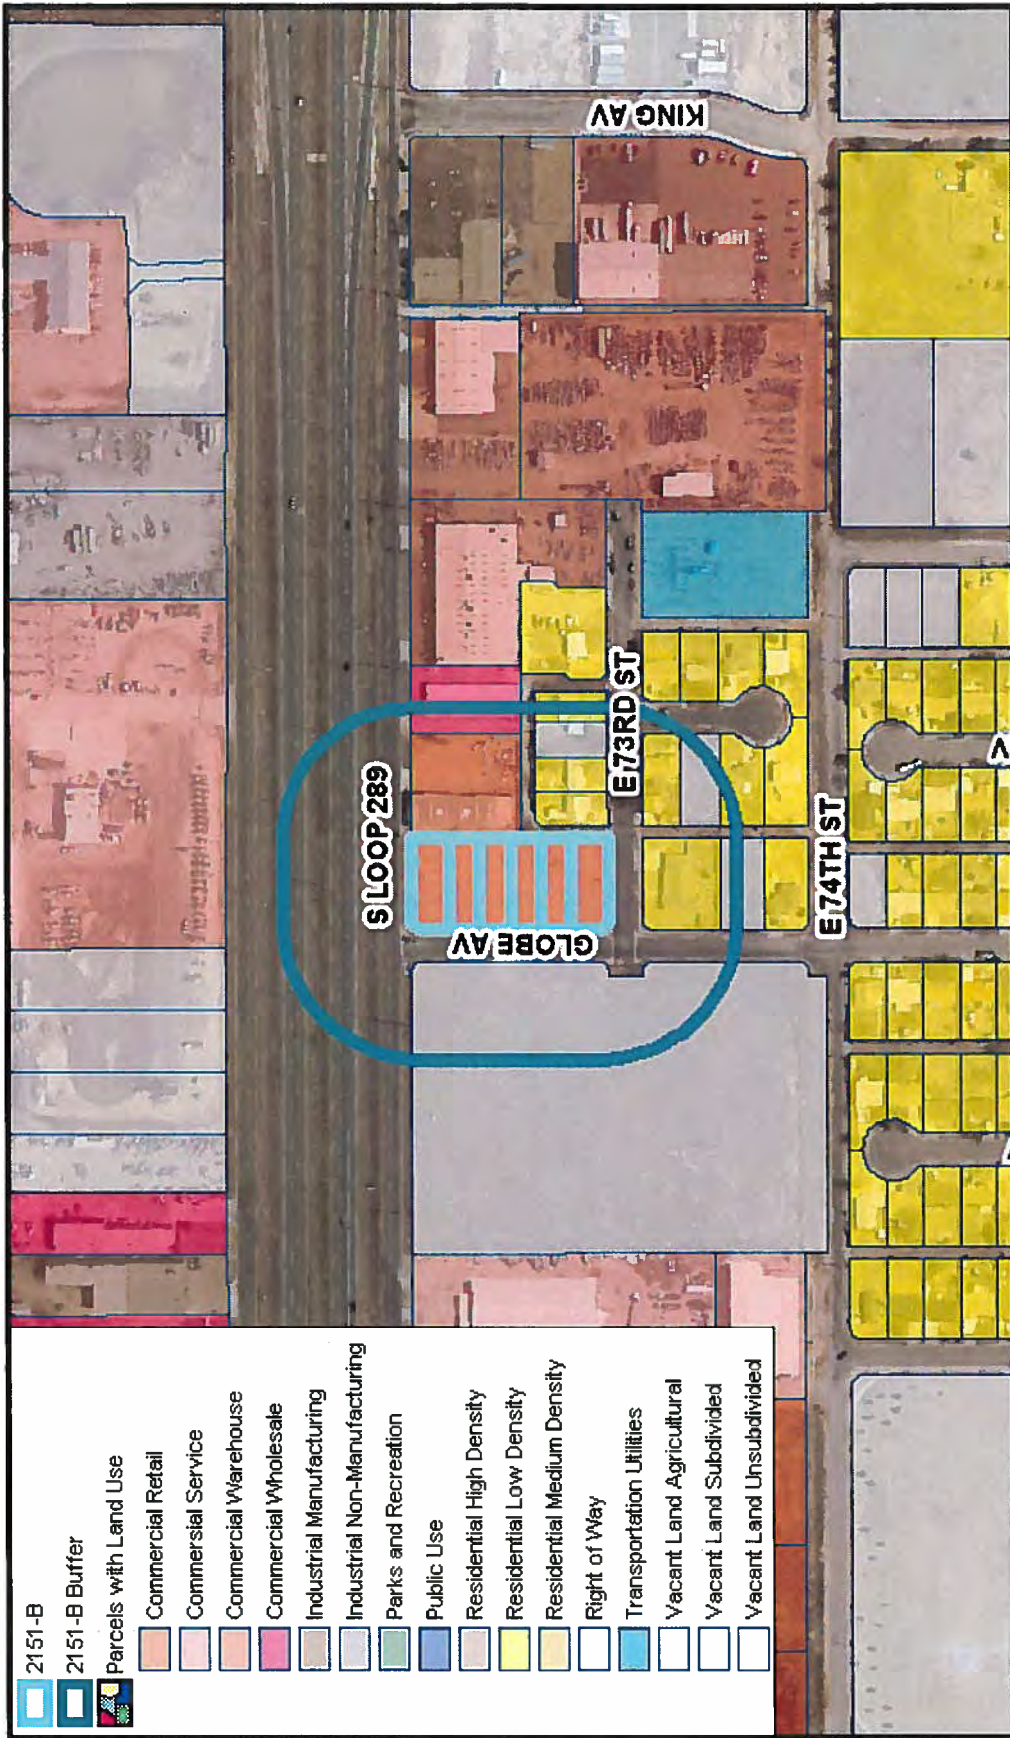 2151-B
2151-B Buffer
Parcels with Land Use
Commercial Retail
Commersial Service
Commercial Warehouse
Commercial Wholesale
Industrial Manufacturing
Industrial Non-Manufacturing
Parks and Recreation
Public Use
Residential High Density
Residential Low Density
Residential Medium Density
Right of Way
Transportation Utilities
Vacant Land Agricultural
Vacant Land Subdivided
Vacant Land Unsubdivided
S LOOP 289
GLOBE AV
E 73RD ST
E 74TH ST
KING AV